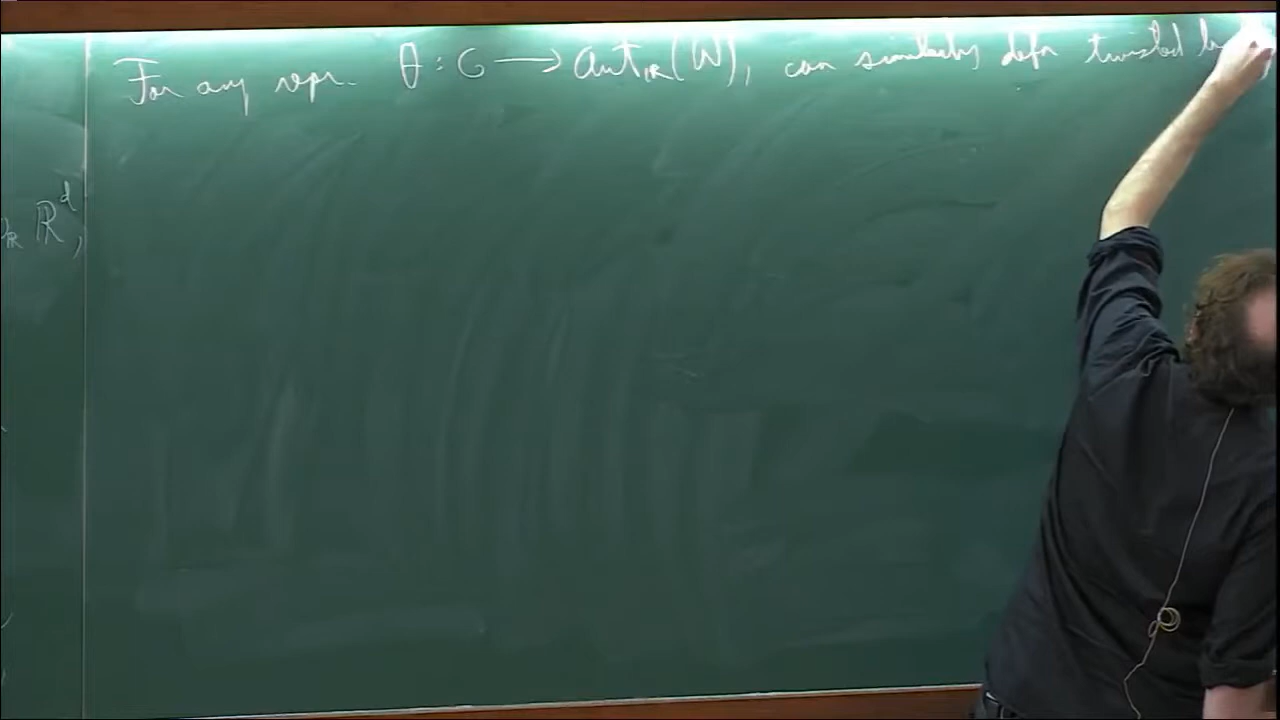 For any repr. θ : G ⟶ Aut_ℝ(W), can similarly defn twisted
ℝ ℝ^d,